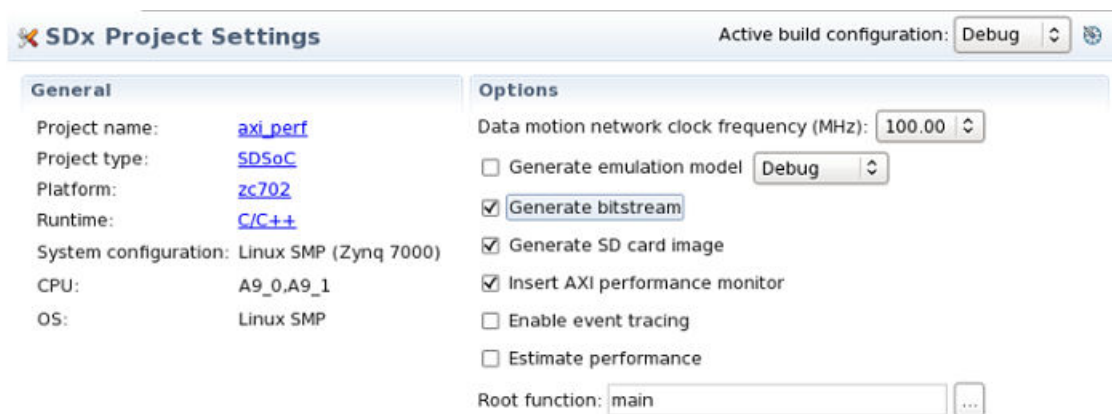 SDx Project Settings
Active build configuration: Debug
General
Project name: axi_perf
Project type: SDSoC
Platform: zc702
Runtime: C/C++
System configuration: Linux SMP (Zynq 7000)
CPU: A9_0,A9_1
OS: Linux SMP
Options
Data motion network clock frequency (MHz): 100.00
Generate emulation model Debug
Generate bitstream
Generate SD card image
Insert AXI performance monitor
Enable event tracing
Estimate performance
Root function: main ...